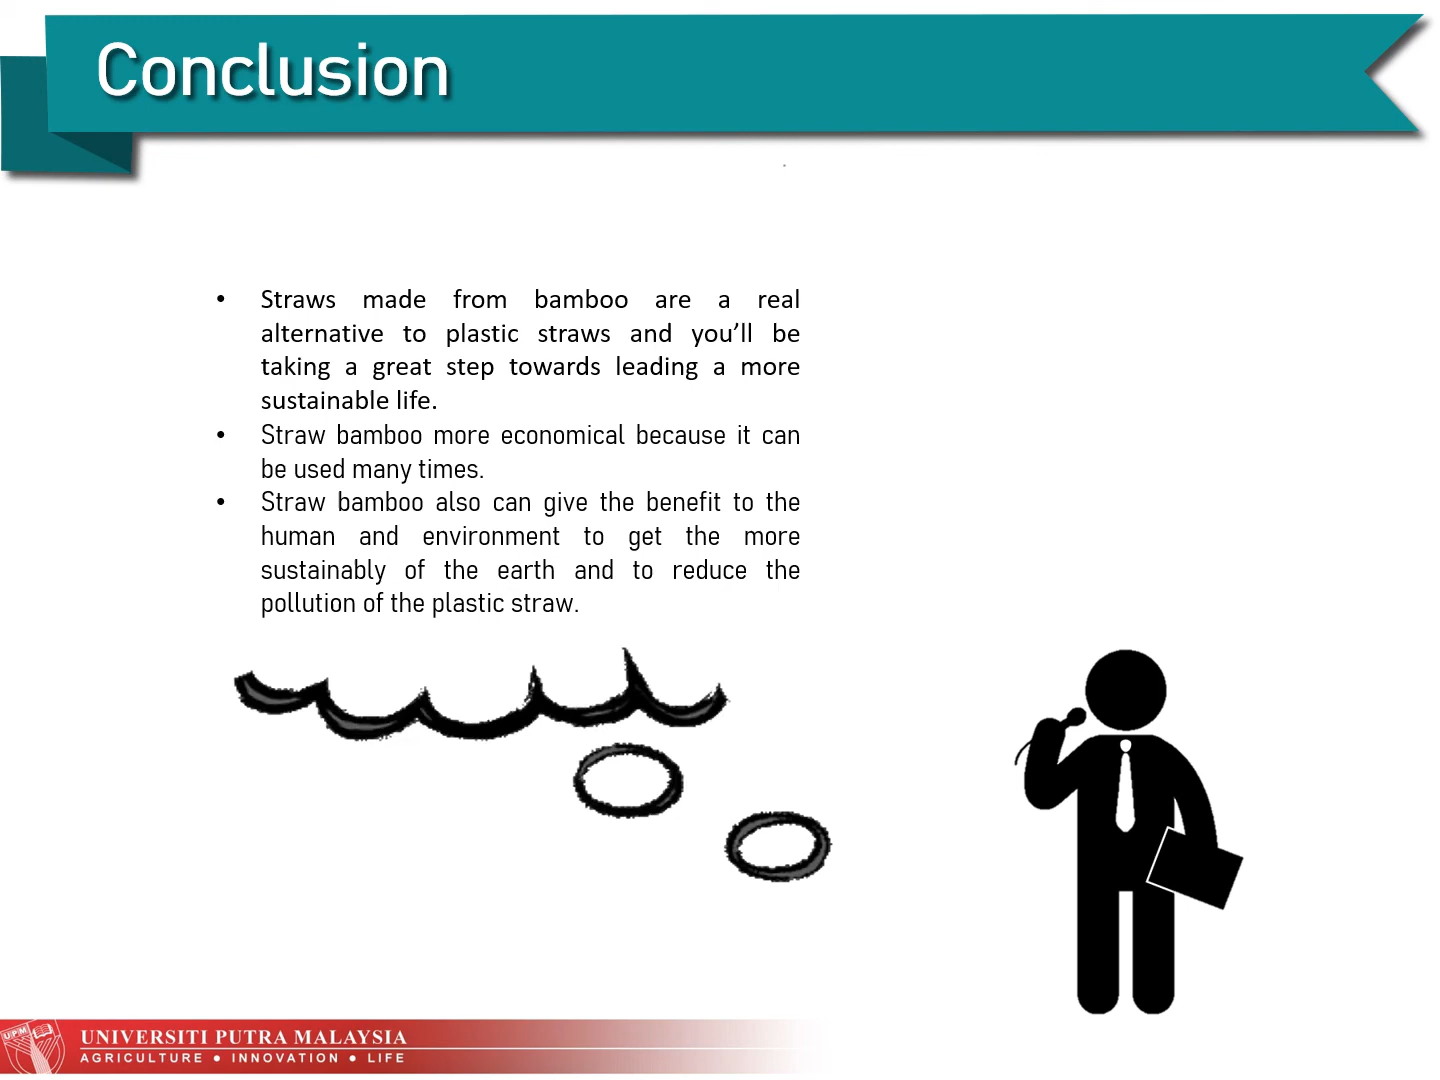 Conclusion
• Straws made from bamboo are a real
alternative to plastic straws and you’ll be
taking a great step towards leading a more
sustainable life.
• Straw bamboo more economical because it can
be used many times.
• Straw bamboo also can give the benefit to the
human and environment to get the more
sustainably of the earth and to reduce the
pollution of the plastic straw.
UPM
UNIVERSITI PUTRA MALAYSIA
AGRICULTURE ● INNOVATION ● LIFE